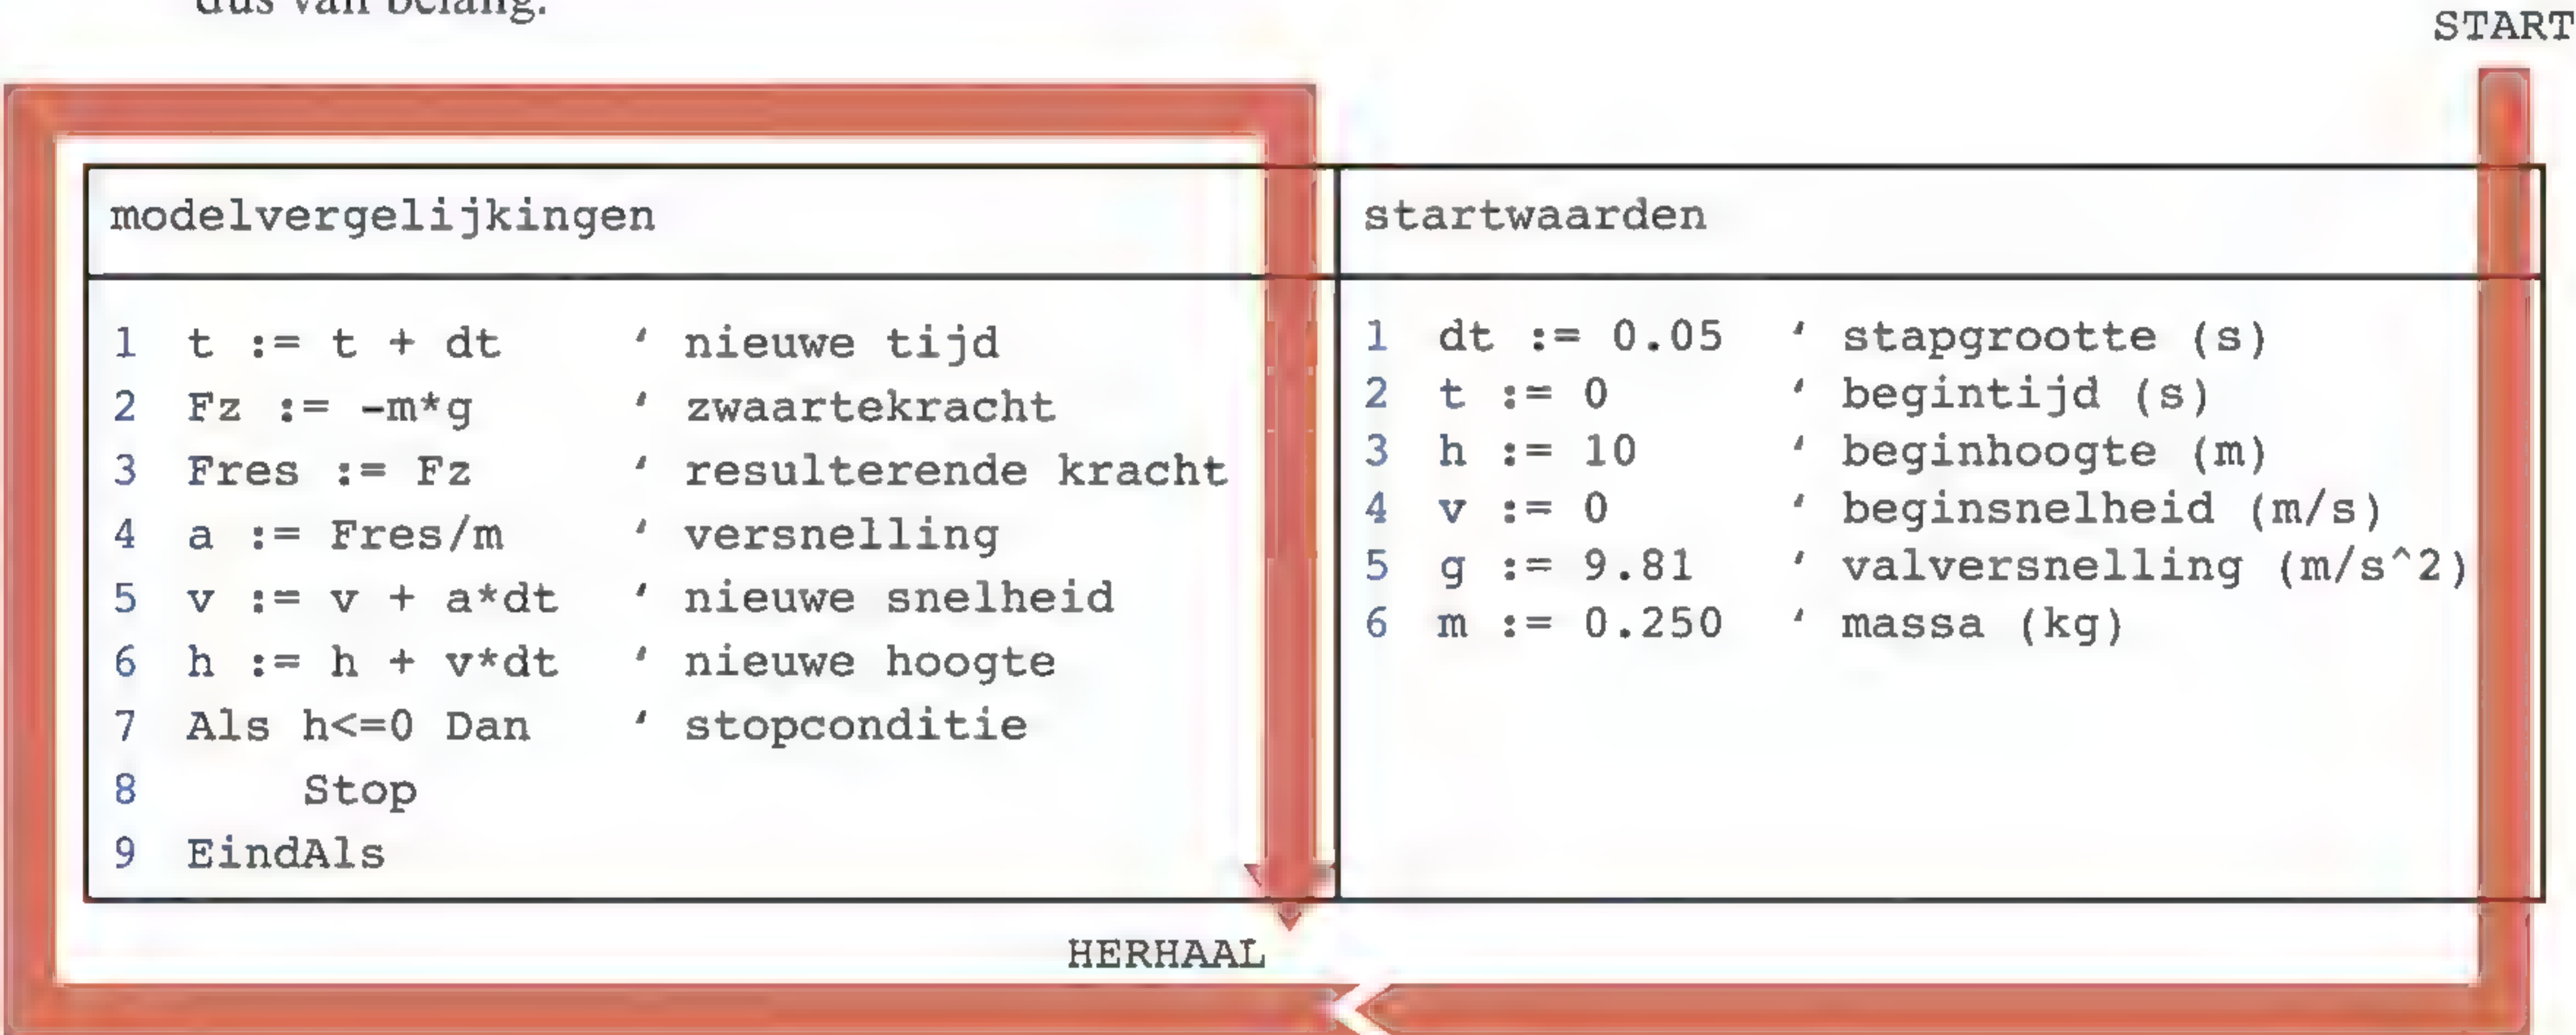 dus van belang.
START
modelvergelijkingen
1 t := t + dt ‘ nieuwe tijd
2 Fz := -m*g ‘ zwaartekracht
3 Fres := Fz ‘ resulterende kracht
4 a := Fres/m ‘ versnelling
5 v := v + a*dt ‘ nieuwe snelheid
6 h := h + v*dt ‘ nieuwe hoogte
7 Als h<=0 Dan ‘ stopconditie
8 Stop
9 EindAls
startwaarden
1 dt := 0.05 ‘ stapgrootte (s)
2 t := 0 ‘ begintijd (s)
3 h := 10 ‘ beginhoogte (m)
4 v := 0 ‘ beginsnelheid (m/s)
5 g := 9.81 ‘ valversnelling (m/s^2)
6 m := 0.250 ‘ massa (kg)
HERHAAL